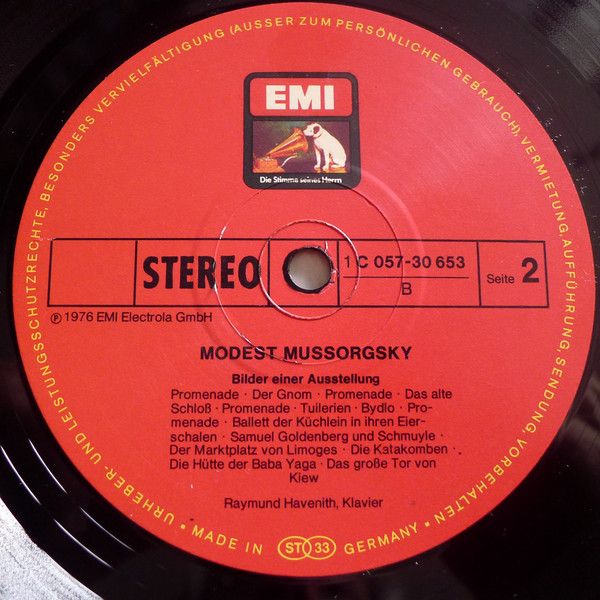 URHEBER- UND LEISTUNGSSCHUTZRECHTE, BESONDERS VERVIELFÄLTIGUNG (AUSSER ZUM PERSÖNLICHEN GEBRAUCH), VERMIETUNG, AUFFÜHRUNG, SENDUNG, VORBEHALTEN
EMI
Die Stimme seines Herrn
STEREO
1 C 057-30 653
B
Seite 2
℗ 1976 EMI Electrola GmbH
MODEST MUSSORGSKY
Bilder einer Ausstellung
Promenade · Der Gnom · Promenade · Das alte
Schloß · Promenade · Tuilerien · Bydlo · Pro-
menade · Ballett der Küchlein in ihren Eier-
schalen · Samuel Goldenberg und Schmuyle ·
Der Marktplatz von Limoges · Die Katakomben ·
Die Hütte der Baba Yaga · Das große Tor von
Kiew
Raymund Havenith, Klavier
MADE IN ST 33 GERMANY